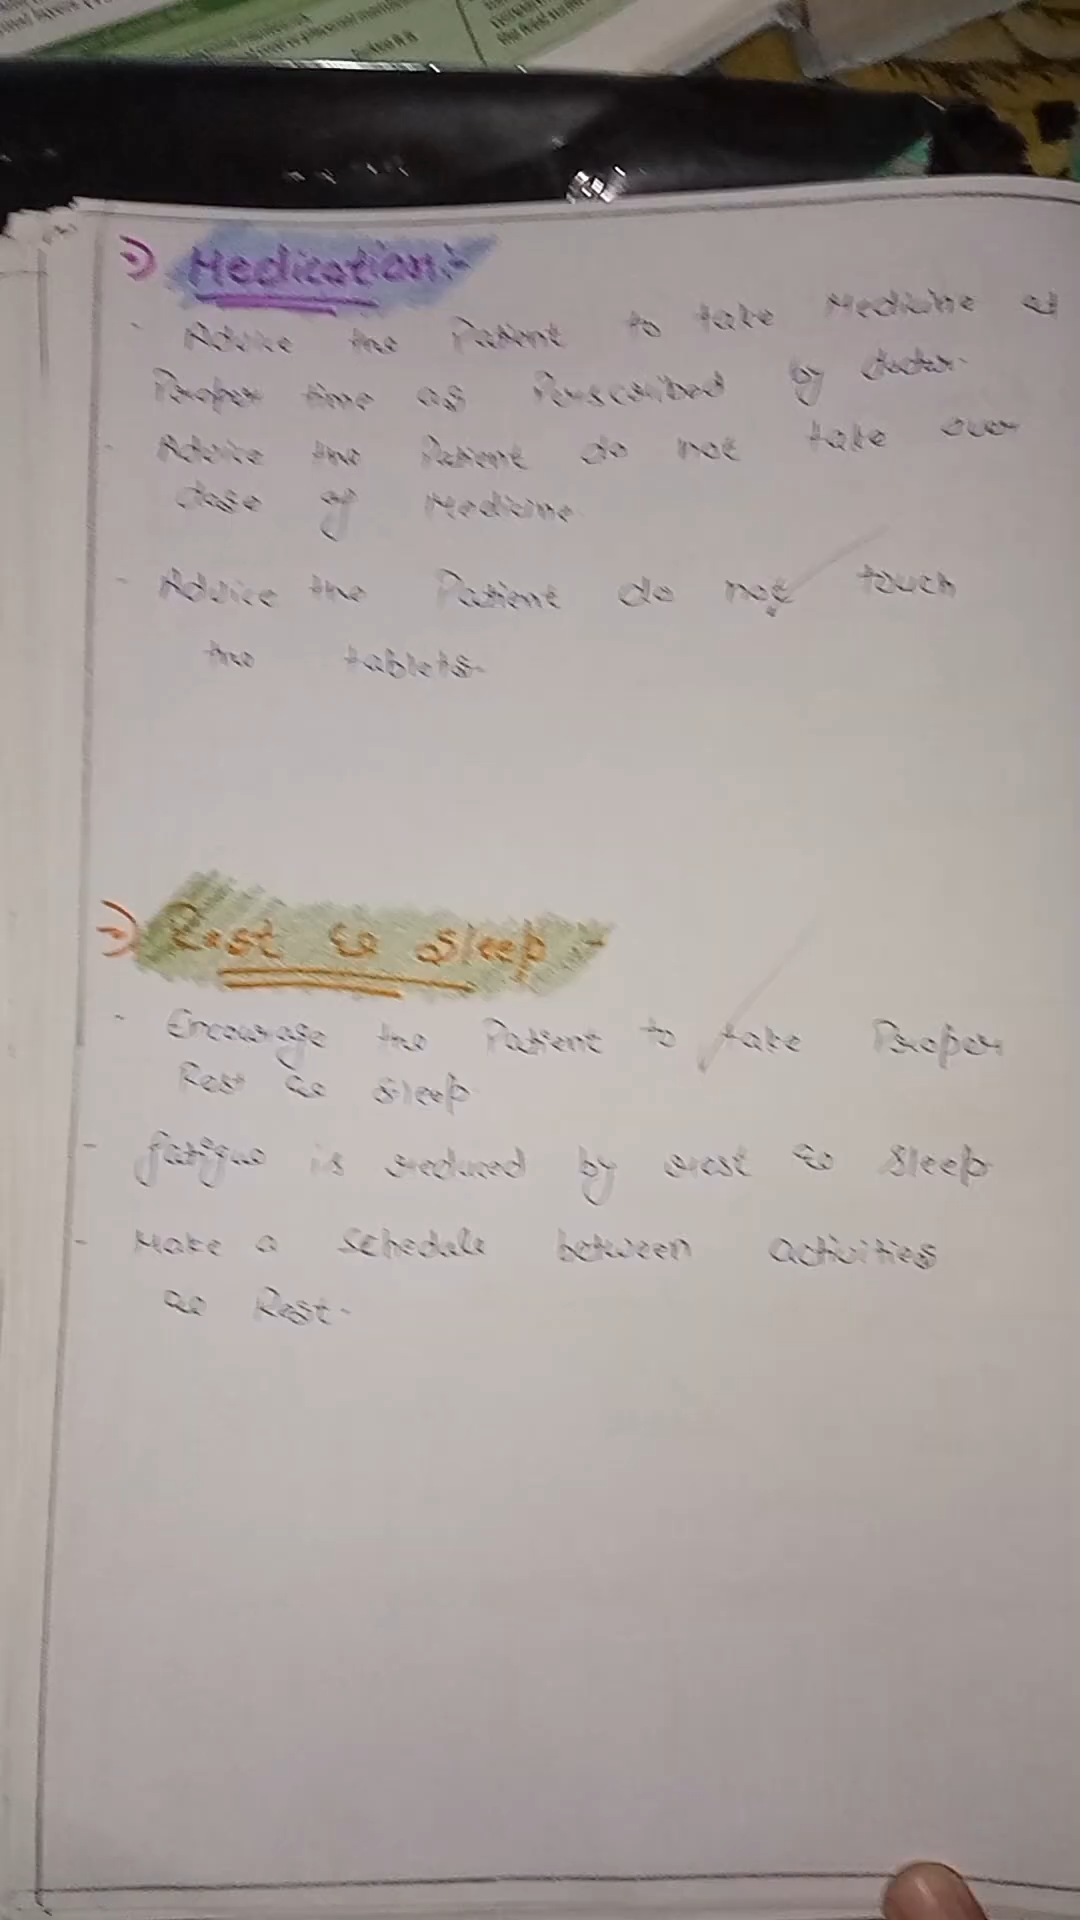 → Medication:-
- Advice the Patient to take Medicine at
Proper time as Perscribed by doctor.
- Advice the Patient do not take over
dose of Medicine.
- Advice the Patient do not touch
the tablets.
→ Rest & Sleep :-
- Encourage the Patient to take Proper
Rest & Sleep
- fatigue is reduced by rest & Sleep
- Make a Schedule between activities
& Rest.